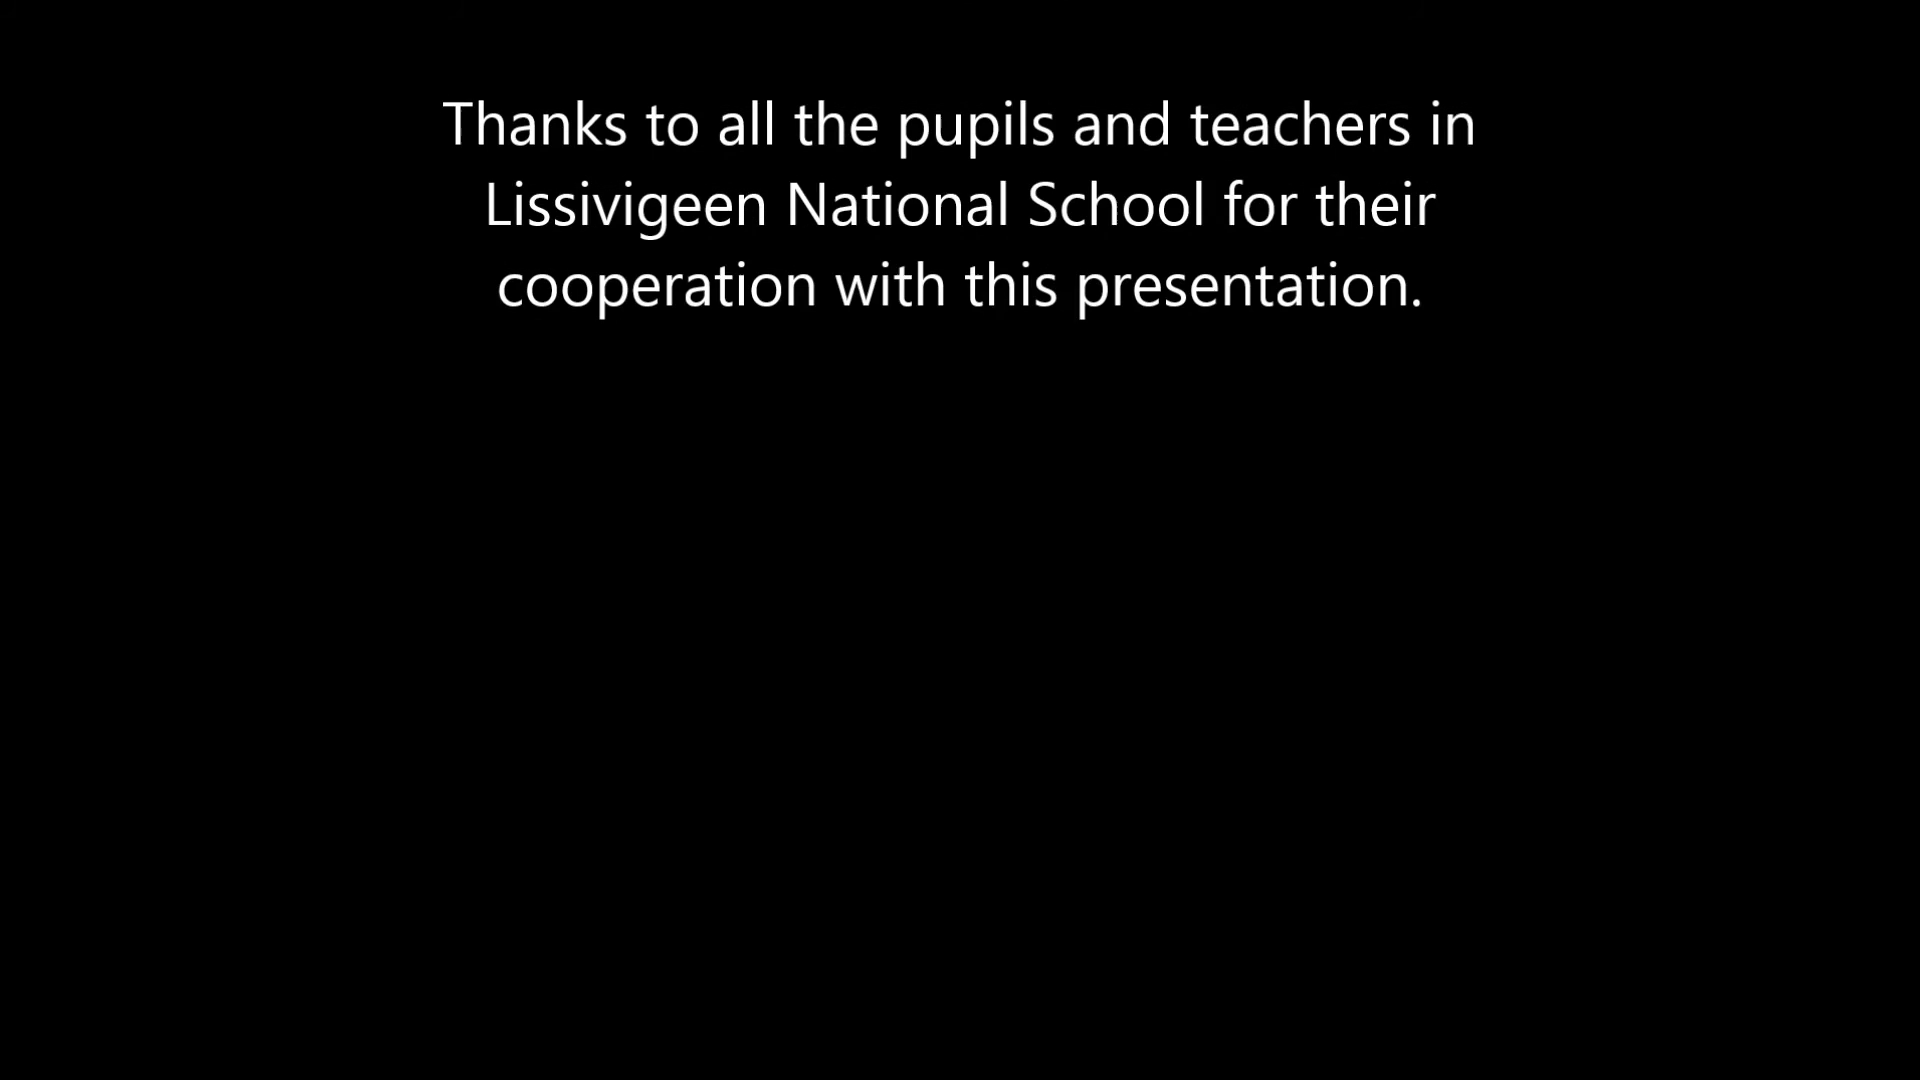 Thanks to all the pupils and teachers in
Lissivigeen National School for their
cooperation with this presentation.